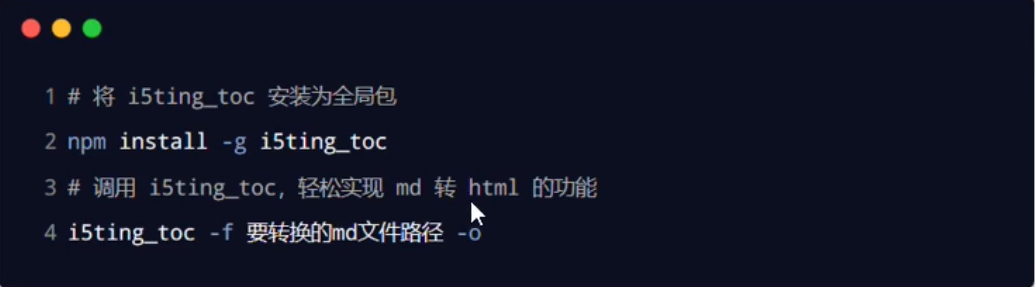 1 # 将 i5ting_toc 安装为全局包
2 npm install -g i5ting_toc
3 # 调用 i5ting_toc，轻松实现 md 转 html 的功能
4 i5ting_toc -f 要转换的md文件路径 -o